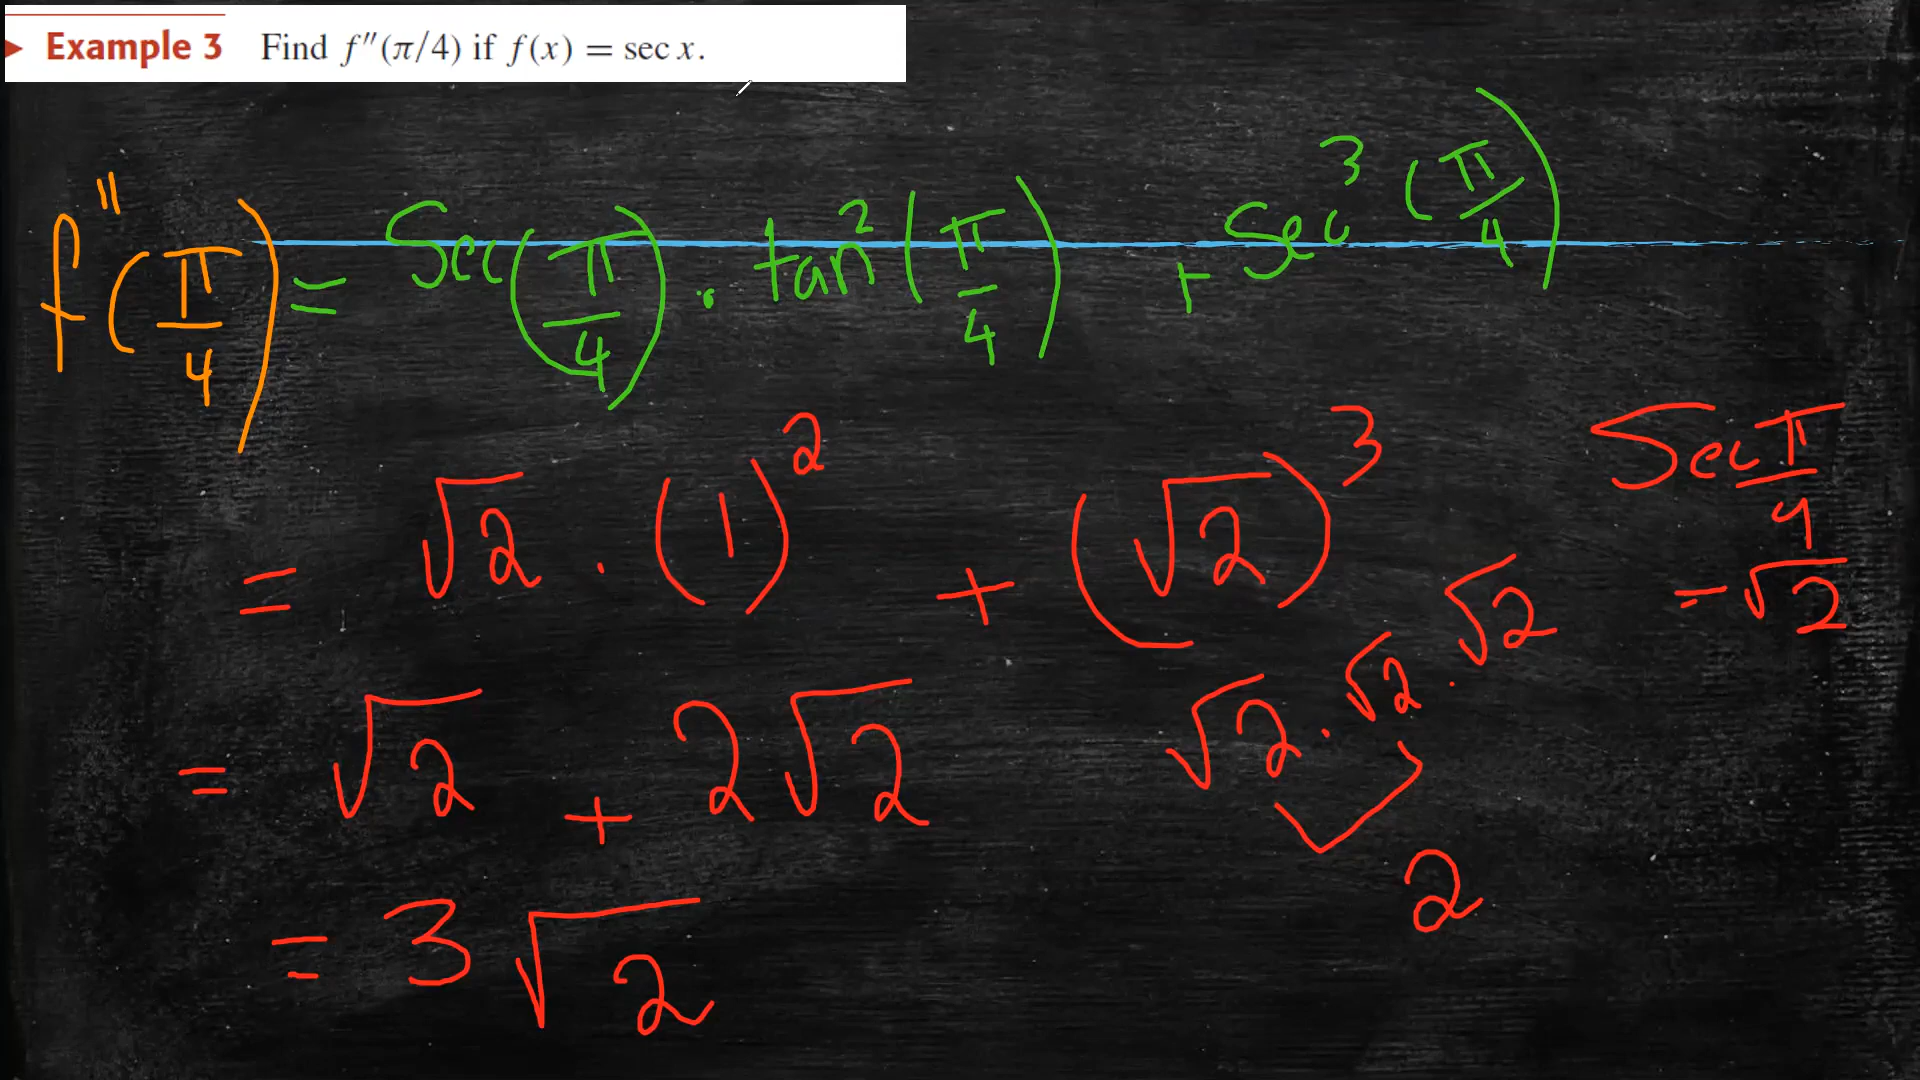 Example 3 Find f″(π/4) if f(x) = sec x.
f″(π/4) = Sec(π/4) · tan²(π/4) + Sec³(π/4)
= √2 · (1)² + (√2)³
Sec π/4
= √2
√2 · √2 · √2
2
= √2 + 2√2
= 3√2